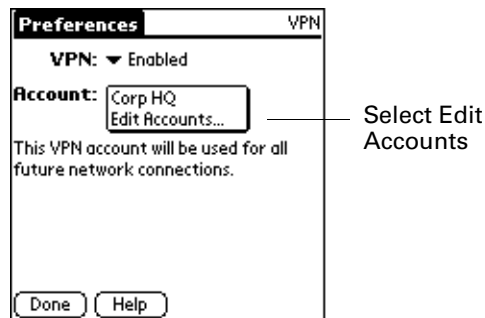 Preferences VPN
VPN: Enabled
Account: Corp HQ
Edit Accounts...
This VPN account will be used for all
future network connections.
Done Help
Select Edit
Accounts